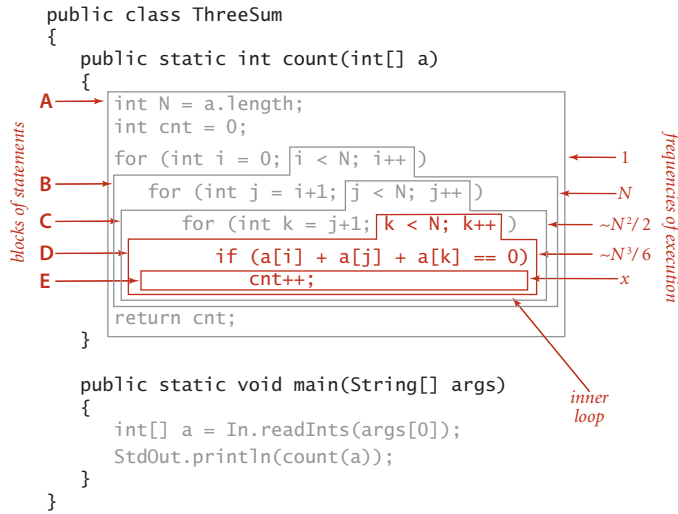 public class ThreeSum
{
public static int count(int[] a)
{
A int N = a.length;
int cnt = 0;
for (int i = 0; i < N; i++ ) 1
B for (int j = i+1; j < N; j++ ) N
C for (int k = j+1; k < N; k++ ) ~N²/2
D if (a[i] + a[j] + a[k] == 0) ~N³/6
E cnt++; x
return cnt;
}
blocks of statements
frequencies of execution
inner
loop
public static void main(String[] args)
{
int[] a = In.readInts(args[0]);
StdOut.println(count(a));
}
}